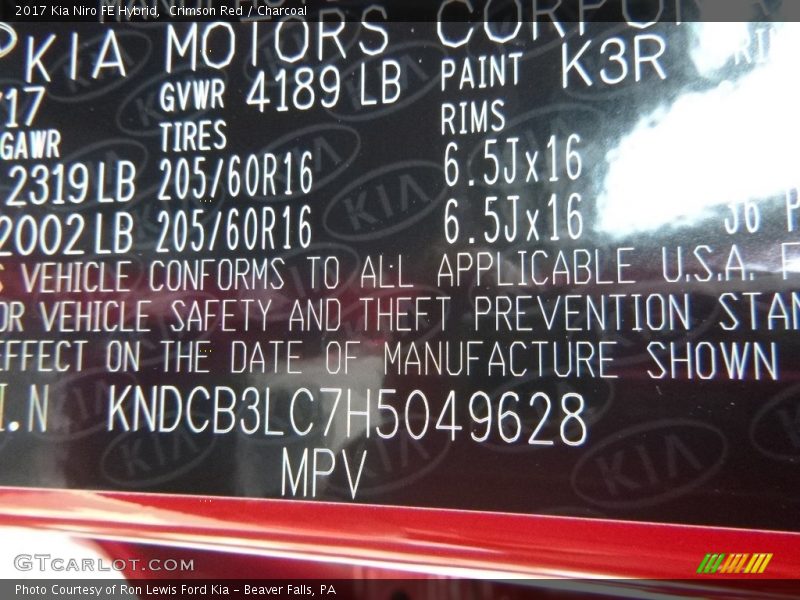 2017 Kia Niro FE Hybrid, Crimson Red / Charcoal
KIA MOTORS
/17 GVWR 4189 LB PAINT K3R
GAWR TIRES RIMS
2319 LB 205/60R16 6.5Jx16
2002 LB 205/60R16 6.5Jx16
VEHICLE CONFORMS TO ALL APPLICABLE U.S.A. F
OR VEHICLE SAFETY AND THEFT PREVENTION STAN
EFFECT ON THE DATE OF MANUFACTURE SHOWN
I.N KNDCB3LC7H5049628
MPV
GTCARLOT.COM
Photo Courtesy of Ron Lewis Ford Kia – Beaver Falls, PA